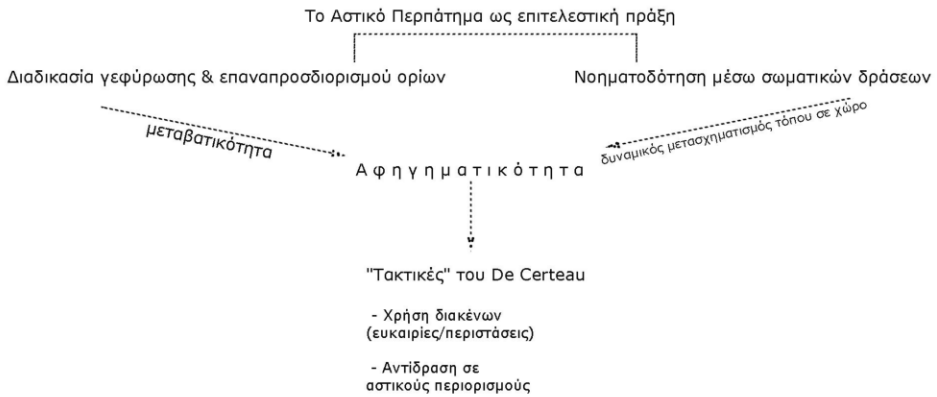 Το Αστικό Περπάτημα ως επιτελεστική πράξη
Διαδικασία γεφύρωσης & επαναπροσδιορισμού ορίων
Νοηματοδότηση μέσω σωματικών δράσεων
μεταβατικότητα
δυναμικός μετασχηματισμός τόπου σε χώρο
Αφηγηματικότητα
"Τακτικές" του De Certeau
- Χρήση διακένων
(ευκαιρίες/περιστάσεις)
- Αντίδραση σε
αστικούς περιορισμούς